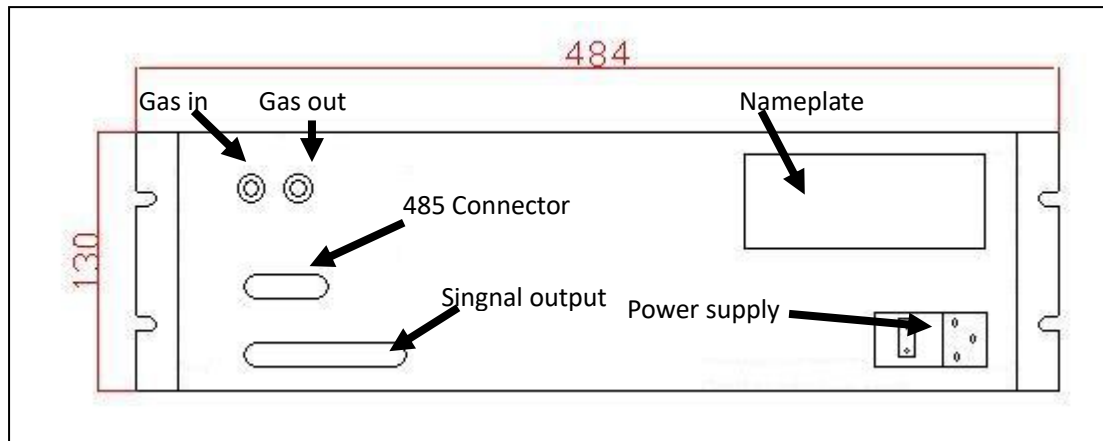 484
Gas in
Gas out
Nameplate
485 Connector
130
Singnal output
Power supply